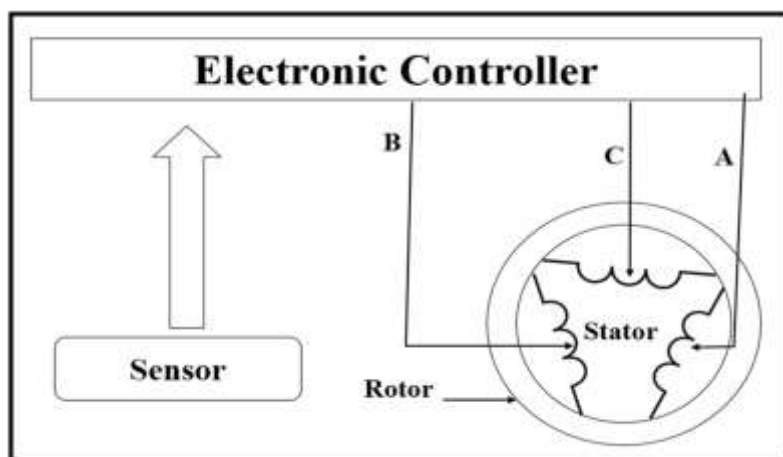 Electronic Controller
B
C
A
Stator
Sensor
Rotor